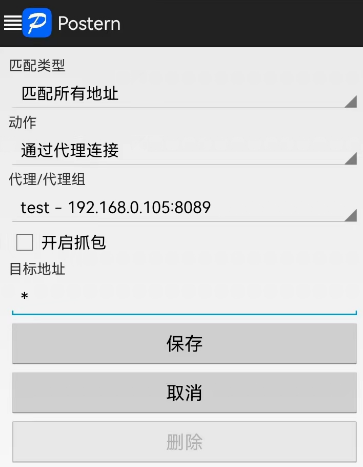 Postern
匹配类型
匹配所有地址
动作
通过代理连接
代理/代理组
test - 192.168.0.105:8089
开启抓包
目标地址
*
保存
取消
删除